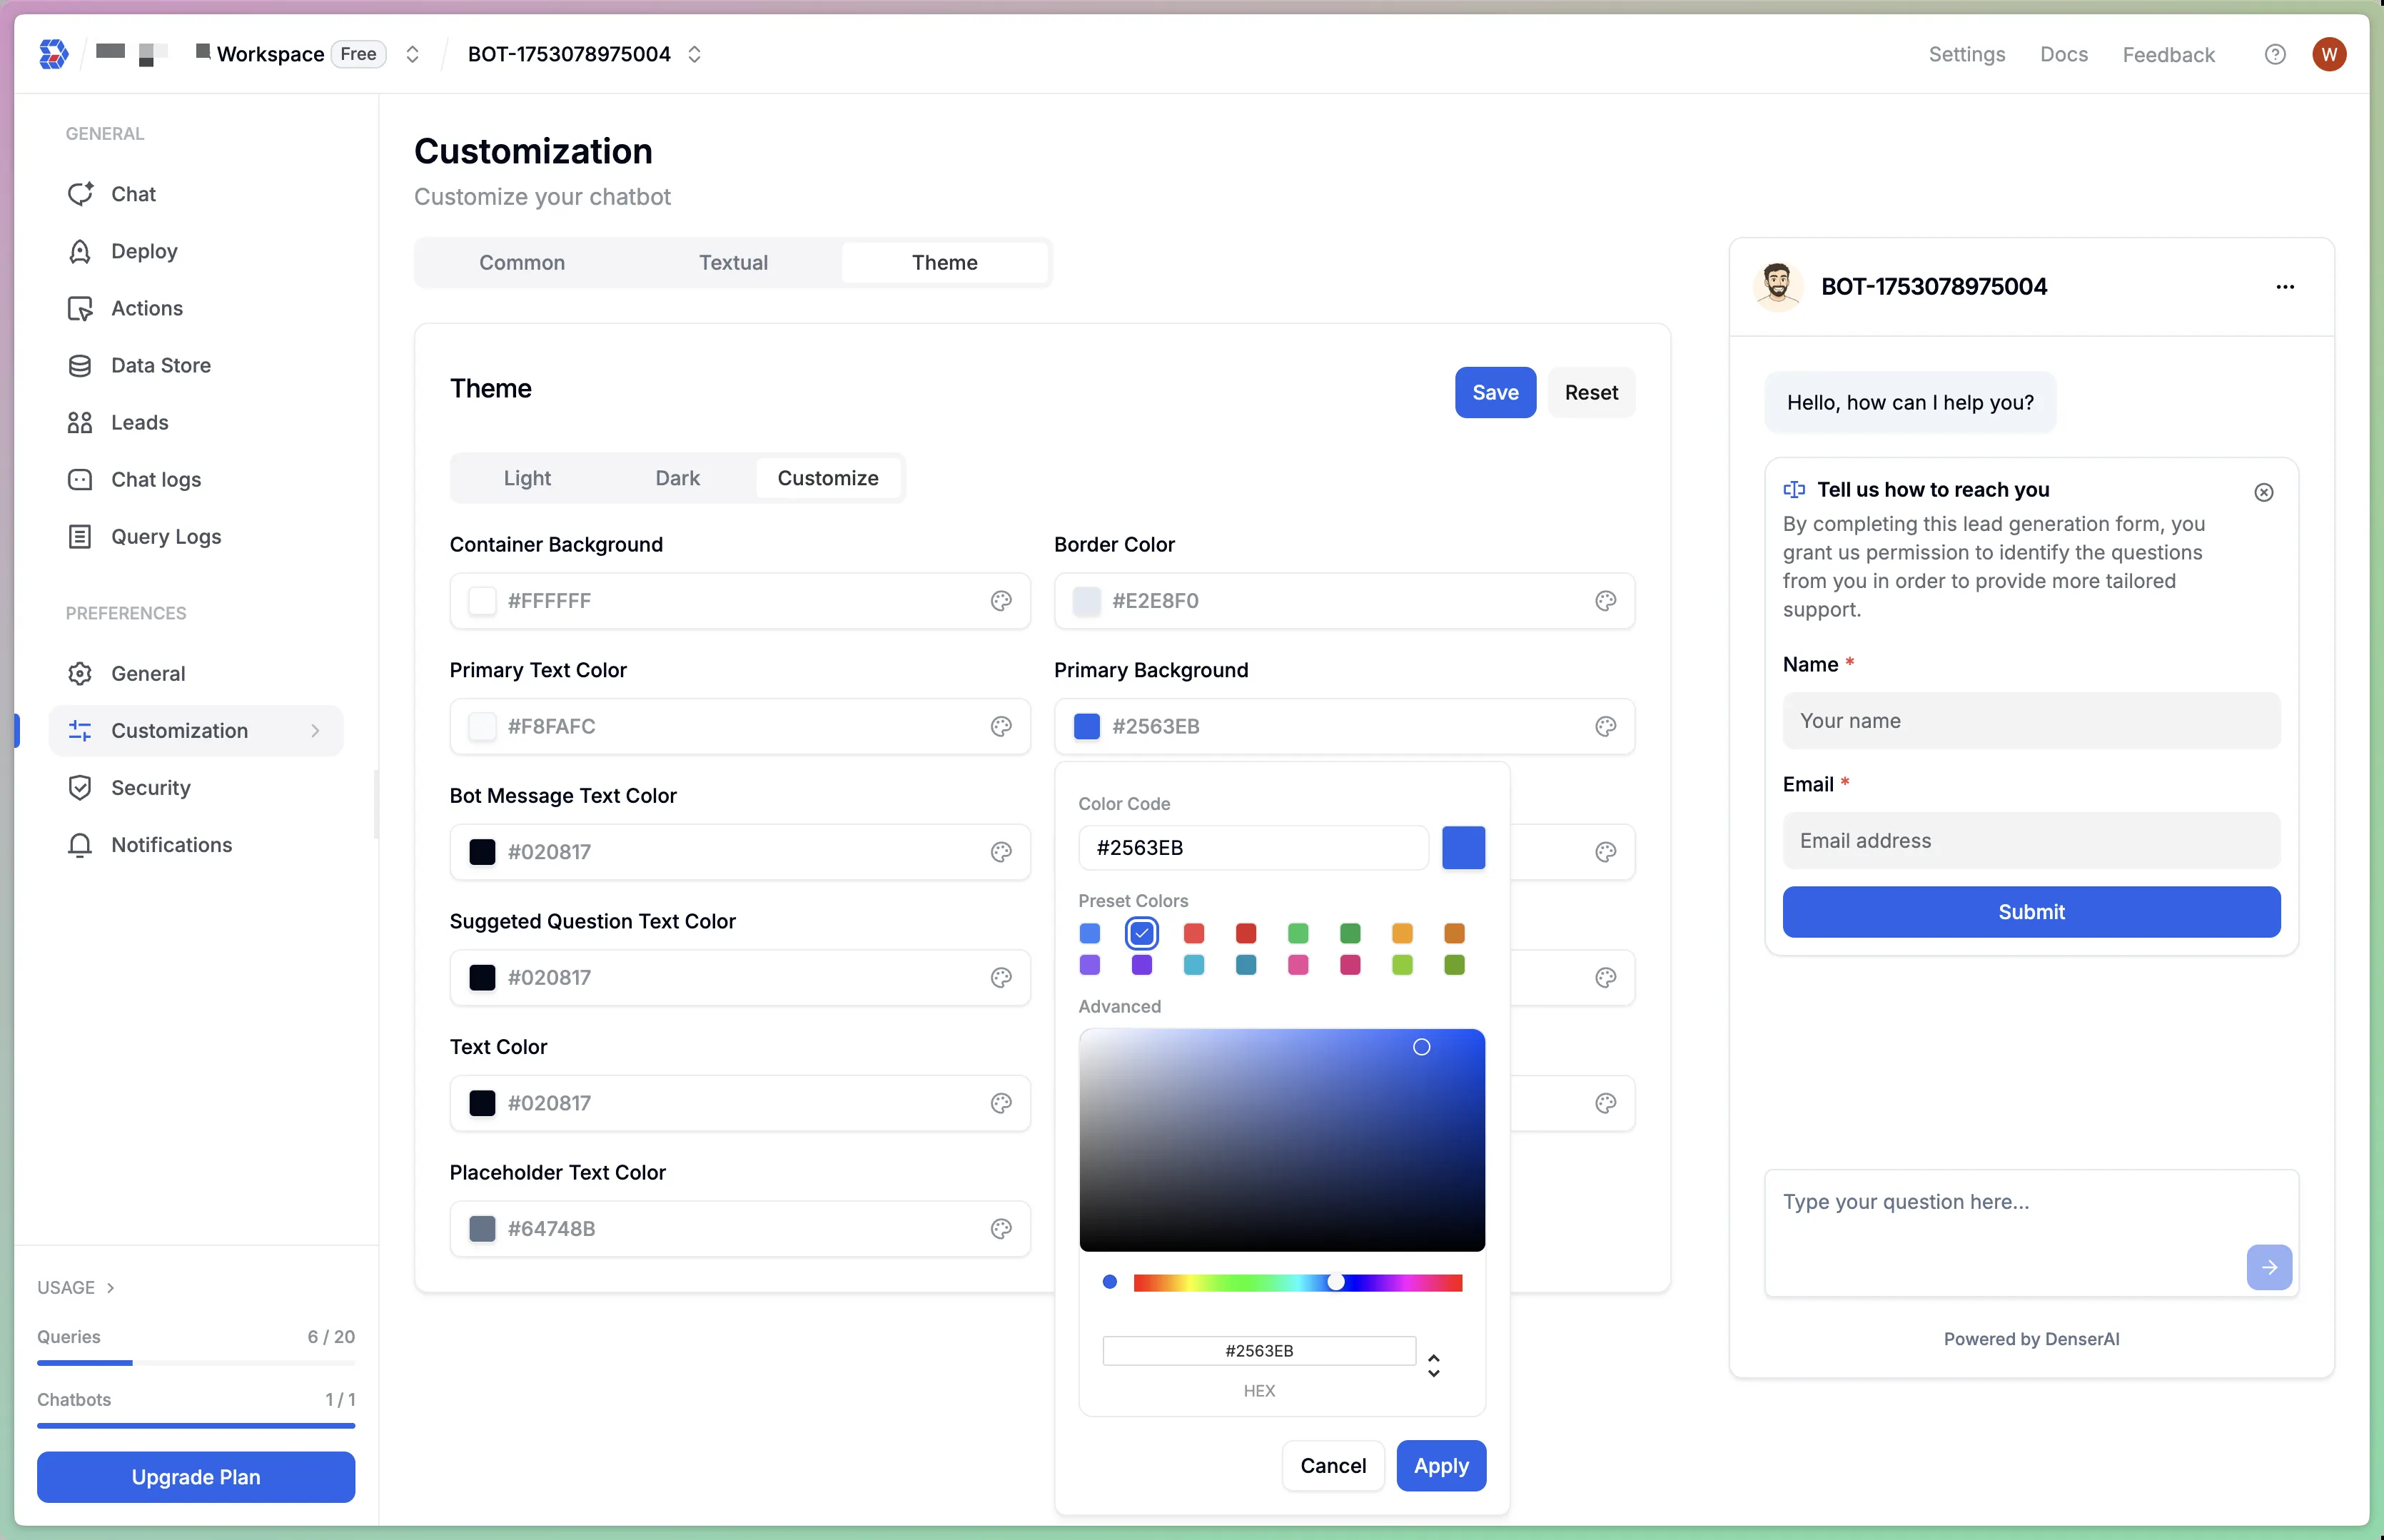 Workspace Free
BOT-1753078975004
Settings
Docs
Feedback
W
GENERAL
Chat
Deploy
Actions
Data Store
Leads
Chat logs
Query Logs
PREFERENCES
General
Customization
Security
Notifications
USAGE
Queries 6 / 20
Chatbots 1 / 1
Upgrade Plan
Customization
Customize your chatbot
Common Textual Theme
Theme
Save Reset
Light Dark Customize
Container Background
#FFFFFF
Border Color
#E2E8F0
Primary Text Color
#F8FAFC
Primary Background
#2563EB
Bot Message Text Color
#020817
Suggeted Question Text Color
#020817
Text Color
#020817
Placeholder Text Color
#64748B
Color Code
#2563EB
Preset Colors
Advanced
#2563EB
HEX
Cancel Apply
BOT-1753078975004
Hello, how can I help you?
Tell us how to reach you
By completing this lead generation form, you
grant us permission to identify the questions
from you in order to provide more tailored
support.
Name *
Your name
Email *
Email address
Submit
Type your question here...
Powered by DenserAI